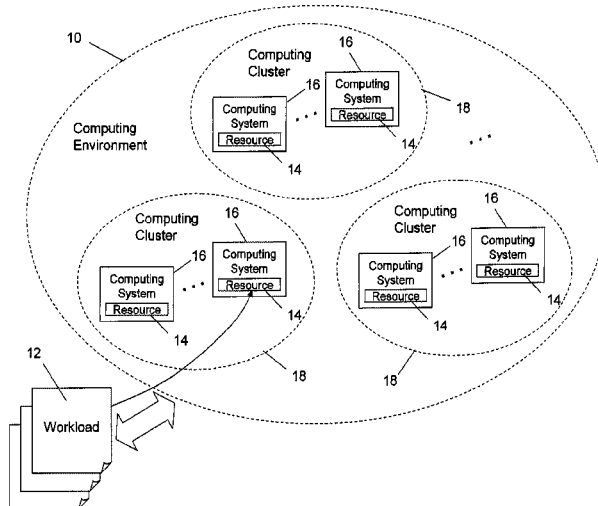 10
Computing
Environment
Computing
Cluster
16
Computing
System
Resource
14
16
Computing
System
Resource
14
18
Computing
Cluster
16
Computing
System
Resource
14
16
Computing
System
Resource
14
18
Computing
Cluster
16
Computing
System
Resource
14
16
Computing
System
Resource
14
18
12
Workload